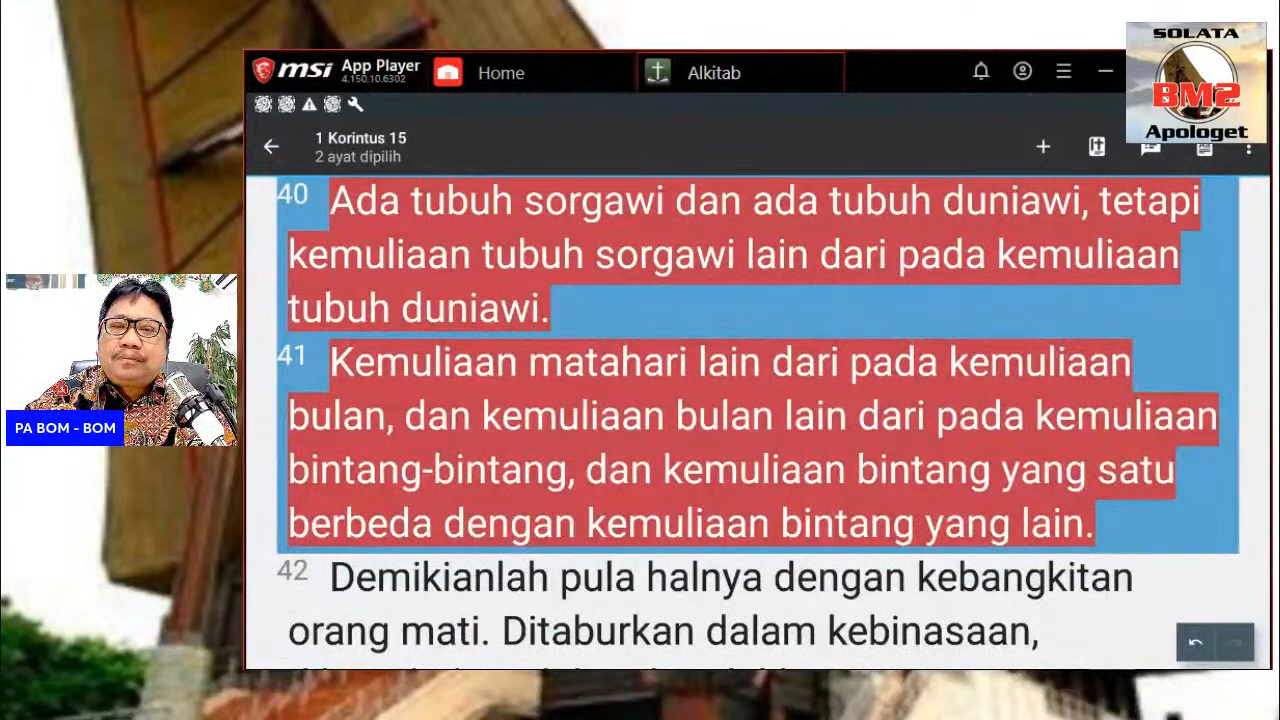 SOLATA
BM2
Apologet
msi App Player
4.150.10.6302
Home
Alkitab
1 Korintus 15
2 ayat dipilih
40 Ada tubuh sorgawi dan ada tubuh duniawi, tetapi
kemuliaan tubuh sorgawi lain dari pada kemuliaan
tubuh duniawi.
41 Kemuliaan matahari lain dari pada kemuliaan
bulan, dan kemuliaan bulan lain dari pada kemuliaan
bintang-bintang, dan kemuliaan bintang yang satu
berbeda dengan kemuliaan bintang yang lain.
42 Demikianlah pula halnya dengan kebangkitan
orang mati. Ditaburkan dalam kebinasaan,
PA BOM - BOM